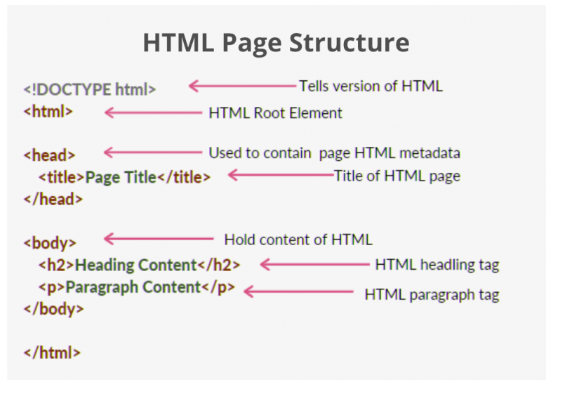 HTML Page Structure
<!DOCTYPE html> Tells version of HTML
<html> HTML Root Element
<head> Used to contain page HTML metadata
<title>Page Title</title> Title of HTML page
</head>
<body> Hold content of HTML
<h2>Heading Content</h2> HTML headling tag
<p>Paragraph Content</p> HTML paragraph tag
</body>
</html>